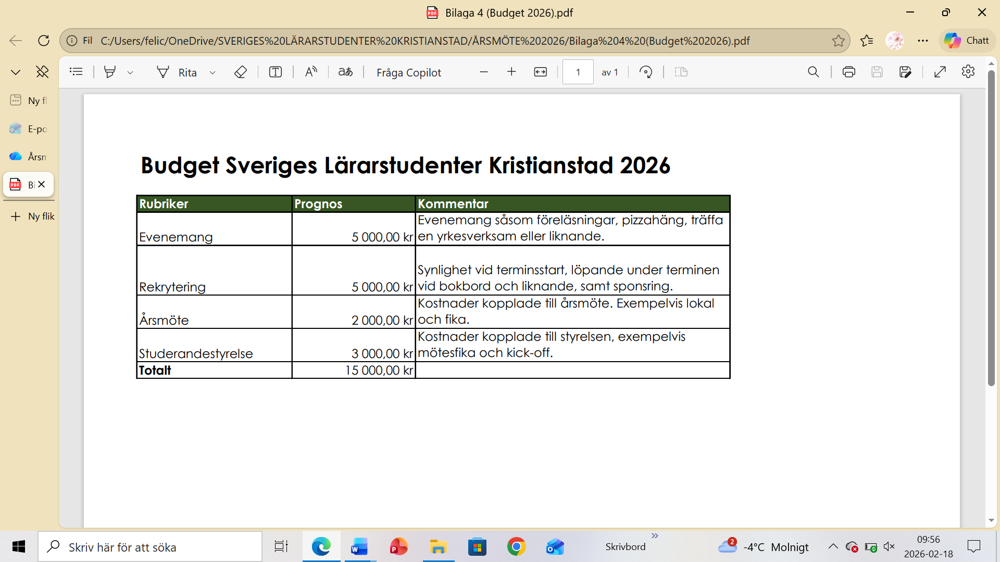 Bilaga 4 (Budget 2026).pdf
Fil C:/Users/felic/OneDrive/SVERIGES%20LÄRARSTUDENTER%20KRISTIANSTAD/ÅRSMÖTE%202026/Bilaga%204%20(Budget%202026).pdf
Chatt
Rita
Fråga Copilot
1 av 1
Ny fl
E-po
Årsm
Bi
Ny flik
Budget Sveriges Lärarstudenter Kristianstad 2026
Rubriker Prognos Kommentar
Evenemang såsom föreläsningar, pizzahäng, träffa
Evenemang 5 000,00 kr en yrkesverksam eller liknande.
Synlighet vid terminsstart, löpande under terminen
Rekrytering 5 000,00 kr vid bokbord och liknande, samt sponsring.
Kostnader kopplade till årsmöte. Exempelvis lokal
Årsmöte 2 000,00 kr och fika.
Kostnader kopplade till styrelsen, exempelvis
Studerandestyrelse 3 000,00 kr mötesfika och kick-off.
Totalt 15 000,00 kr
Skriv här för att söka
Skrivbord
2
-4°C Molnigt
09:56
2026-02-18